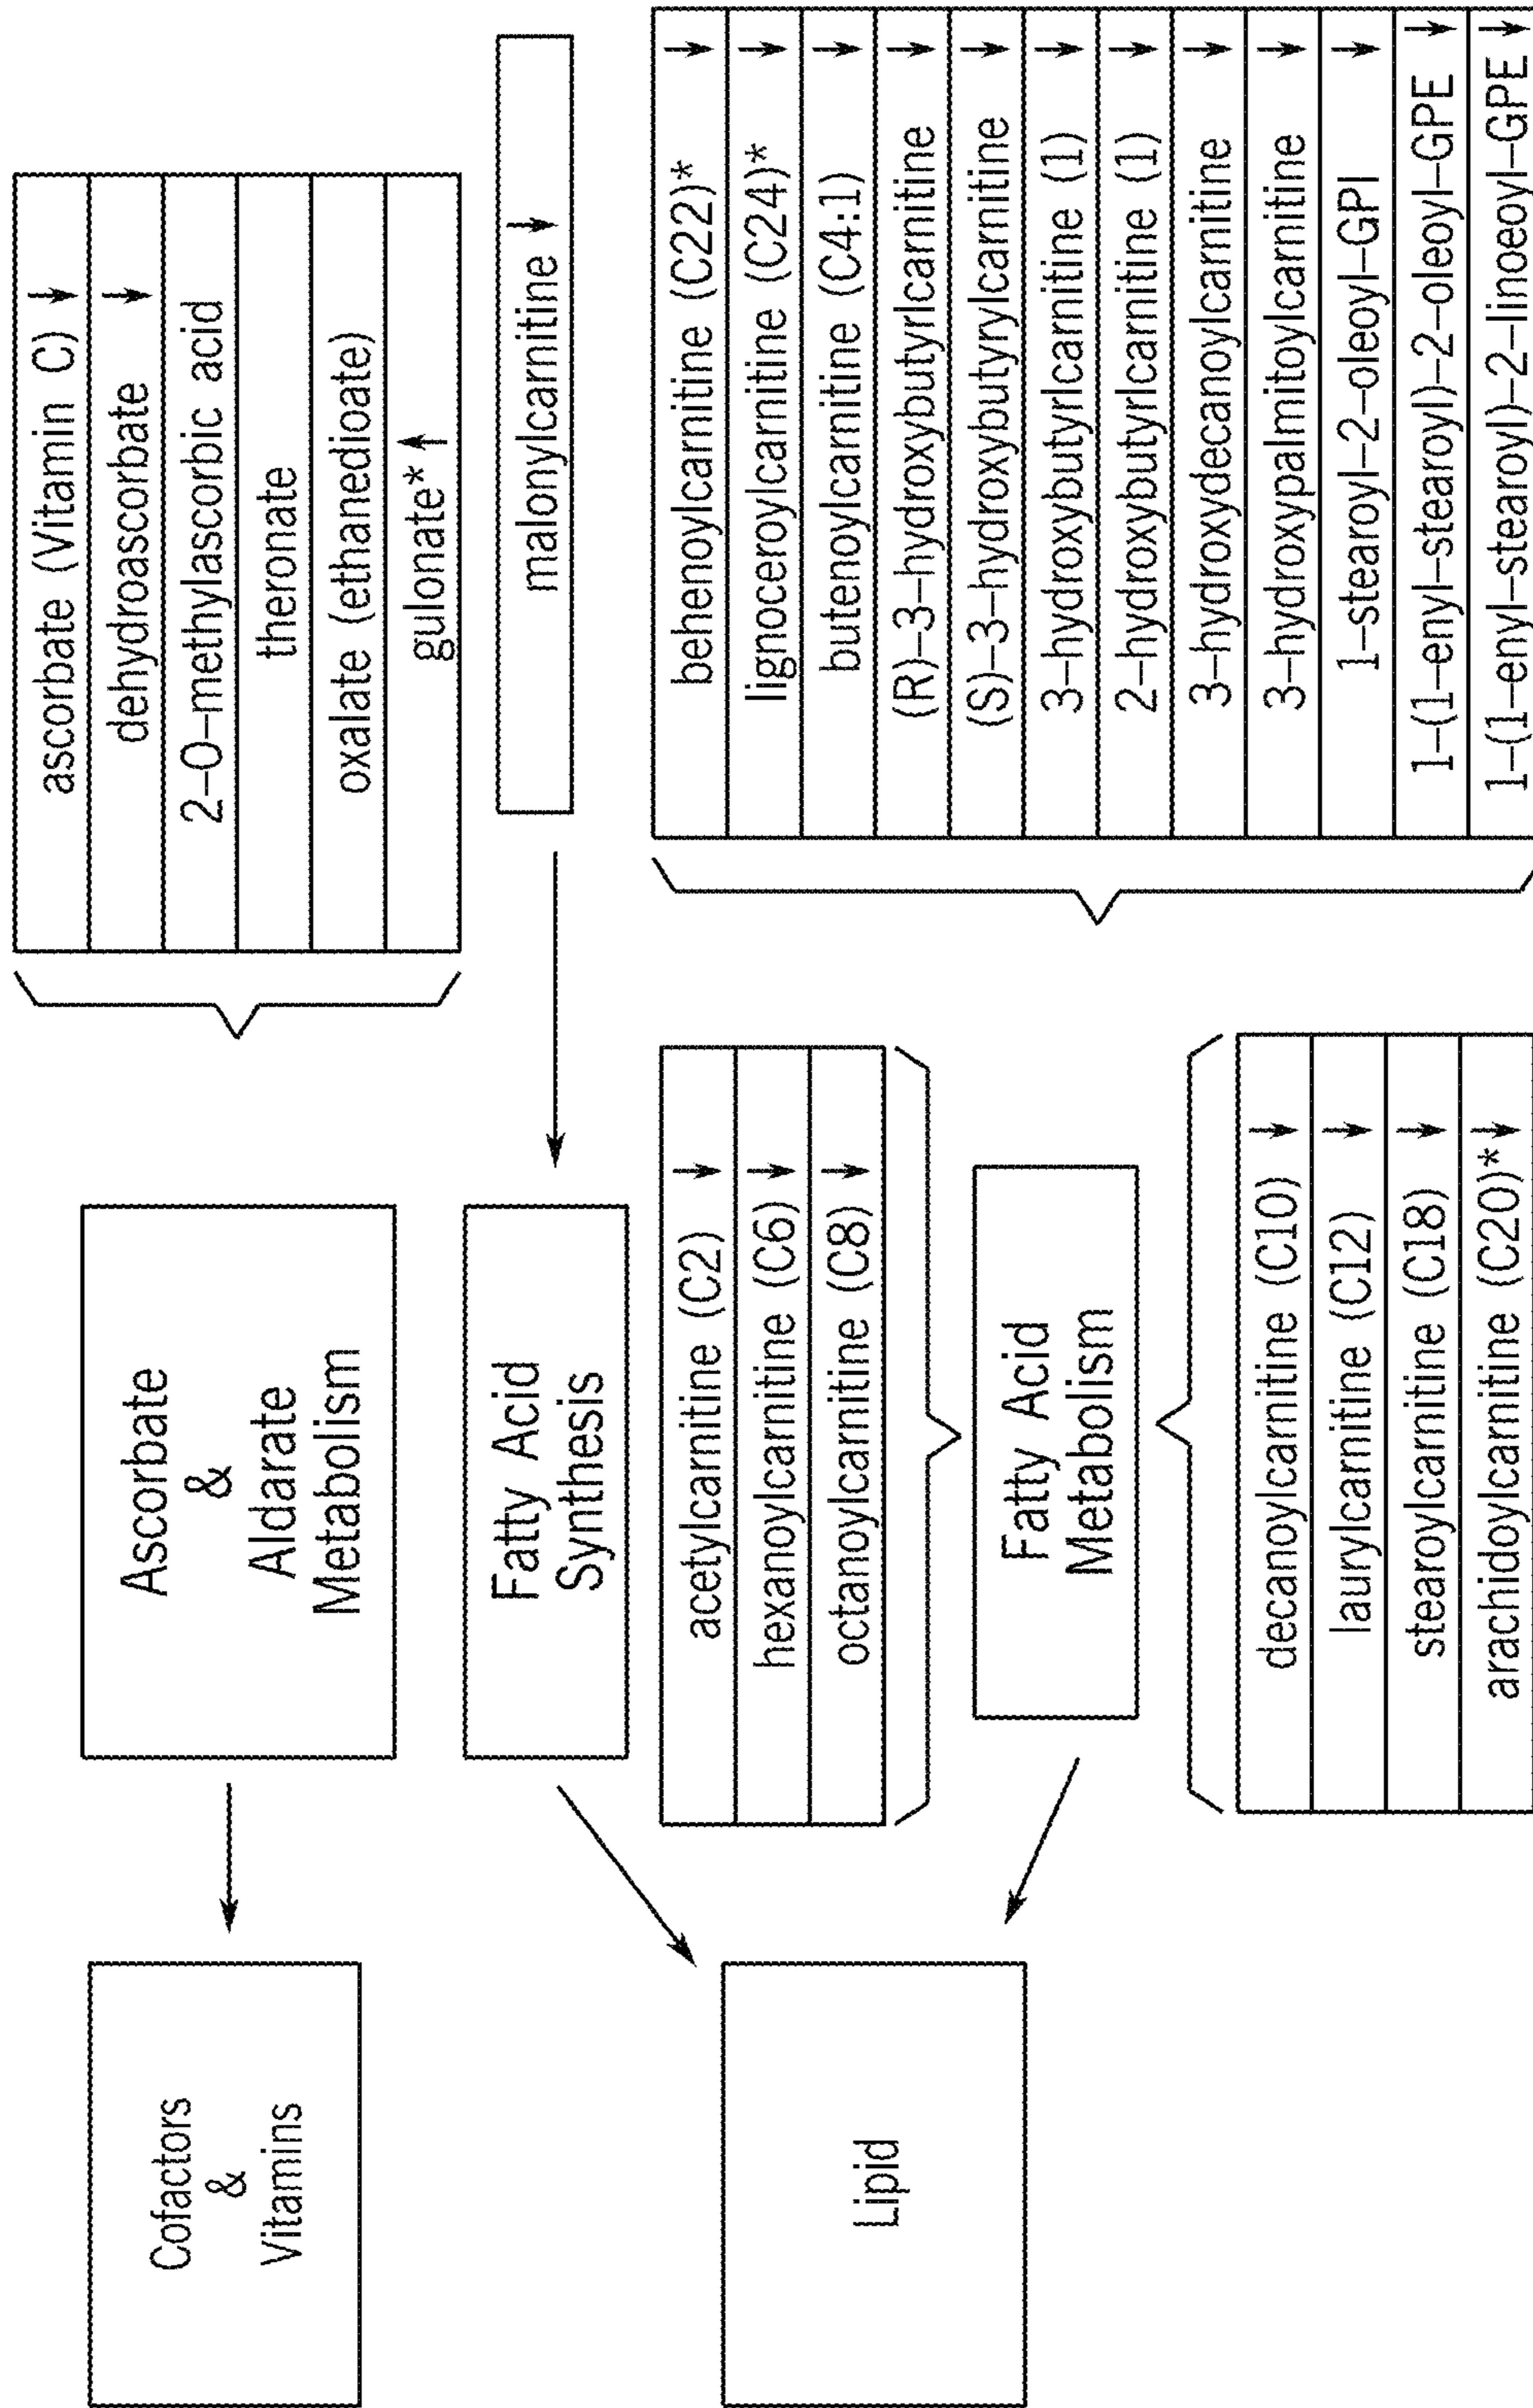 Cofactors
&
Vitamins
Ascorbate
&
Aldarate
Metabolism
ascorbate (Vitamin C) ↓
dehydroascorbate ↓
2–O–methylascorbic acid
theronate
oxalate (ethanedioate)
gulonate* ↑
Lipid
Fatty Acid
Synthesis
malonylcarnitine ↓
acetylcarnitine (C2) ↓
hexanoylcarnitine (C6) ↓
octanoylcarnitine (C8) ↓
Fatty Acid
Metabolism
decanoylcarnitine (C10) ↓
laurylcarnitine (C12) ↓
stearoylcarnitine (C18) ↓
arachidoylcarnitine (C20)* ↓
behenoylcarnitine (C22)* ↓
lignoceroylcarnitine (C24)* ↓
butenoylcarnitine (C4:1) ↓
(R)–3–hydroxybutyrlcarnitine ↓
(S)–3–hydroxybutyrylcarnitine ↓
3–hydroxybutyrlcarnitine (1) ↓
2–hydroxybutyrlcarnitine (1) ↓
3–hydroxydecanoylcarnitine ↓
3–hydroxypalmitoylcarnitine ↓
1–stearoyl–2–oleoyl–GPI ↓
1–(1–enyl–stearoyl)–2–oleoyl–GPE ↓
1–(1–enyl–stearoyl)–2–linoeoyl–GPE ↓